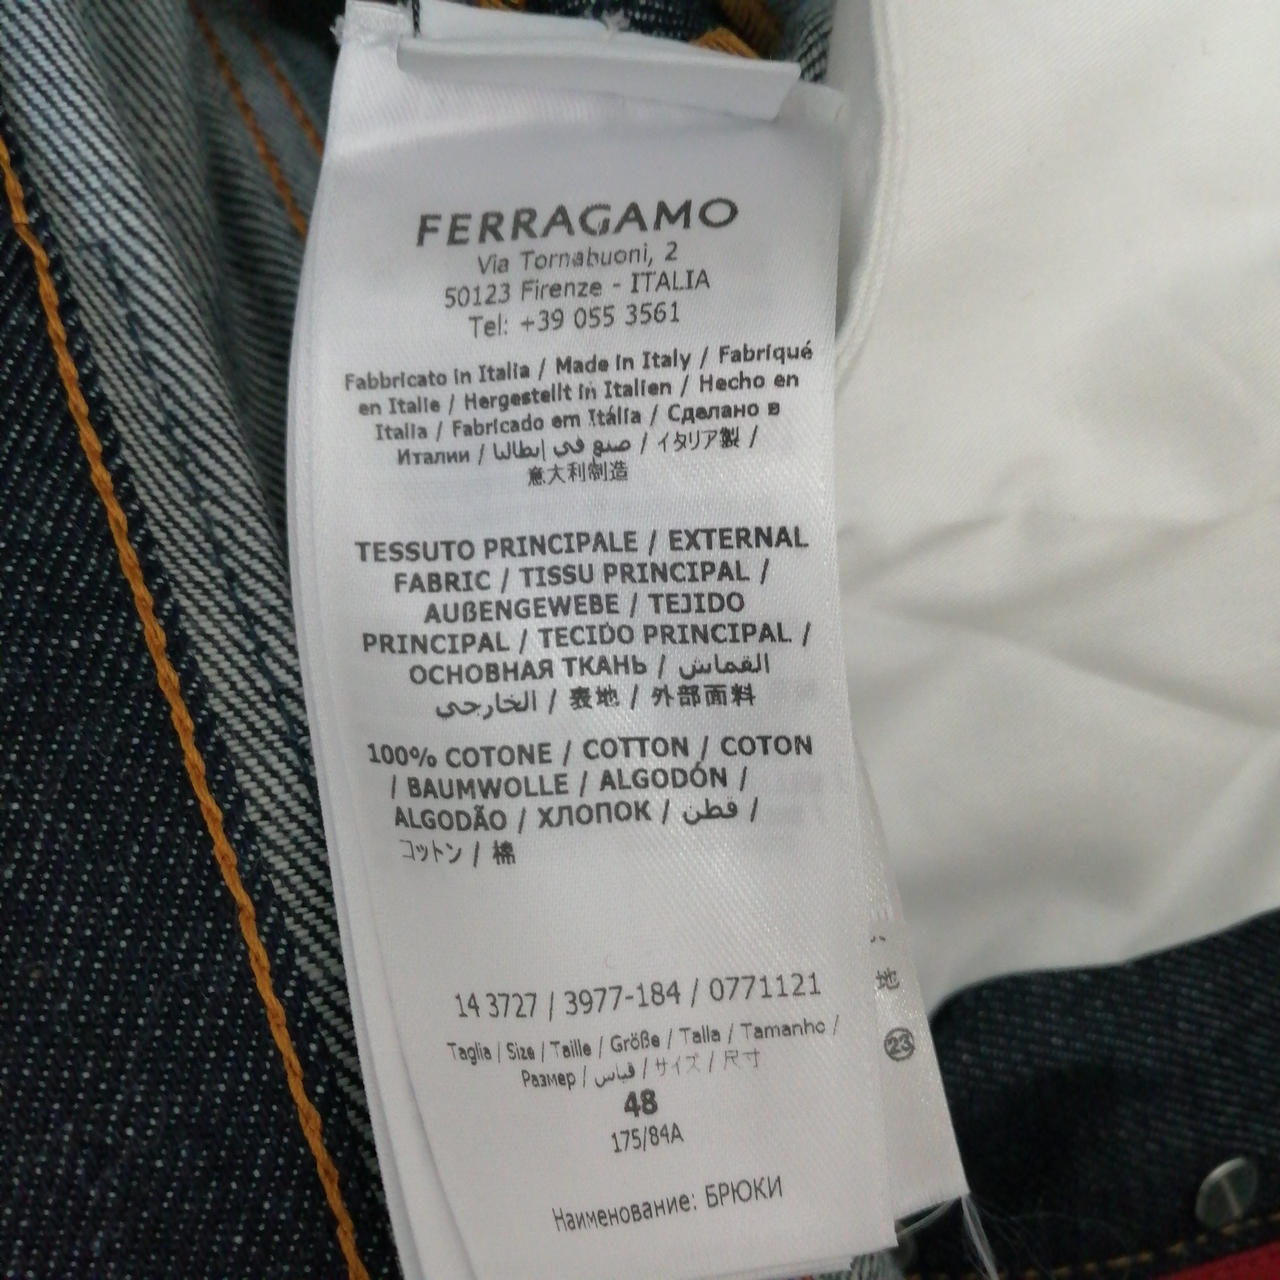 FERRAGAMO
Via Tornabuoni, 2
50123 Firenze - ITALIA
Tel: +39 055 3561
Fabbricato in Italia / Made in Italy / Fabriqué
en Italie / Hergestellt in Italien / Hecho en
Italia / Fabricado em Itália / Сделано в
Италии / صنع في إيطاليا / イタリア製 /
意大利制造
TESSUTO PRINCIPALE / EXTERNAL
FABRIC / TISSU PRINCIPAL /
AUßENGEWEBE / TEJIDO
PRINCIPAL / TECIDO PRINCIPAL /
ОСНОВНАЯ ТКАНЬ / القماش
الخارجي / 表地 / 外部面料
100% COTONE / COTTON / COTON
/ BAUMWOLLE / ALGODÓN /
ALGODÃO / ХЛОПОК / قطن /
コットン / 棉
14 3727 / 3977-184 / 0771121
Taglia / Size / Taille / Größe / Talla / Tamanho /
Размер / قياس / サイズ / 尺寸
48
175/84A
Наименование: БРЮКИ
地
23